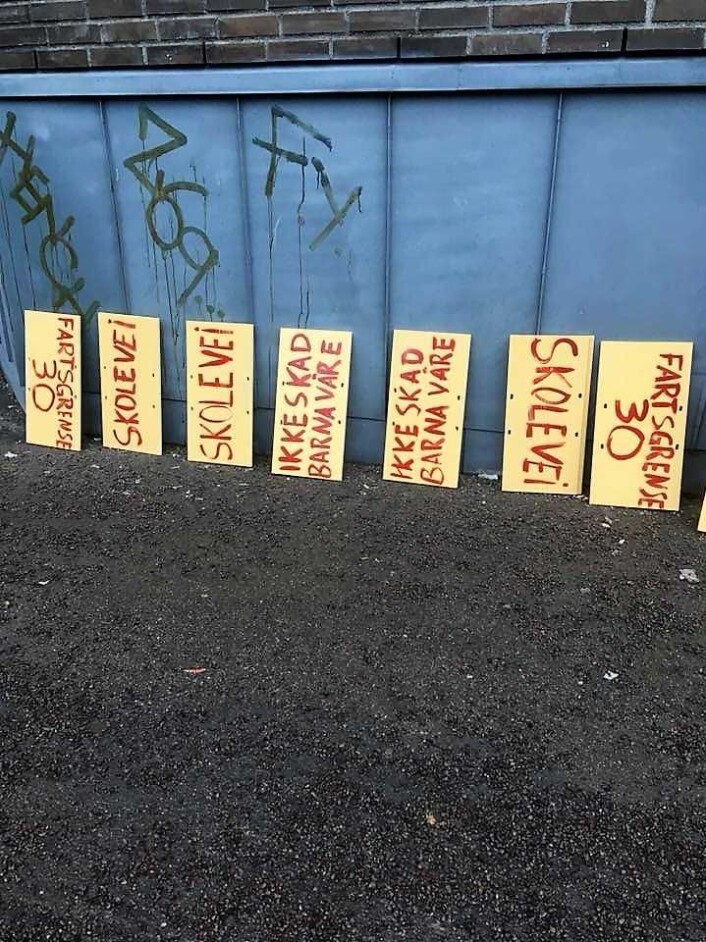 FARTSGRENSE
30
SKOLEVEI
SKOLEVEI
IKKE SKAD
BARNA VÅRE
IKKE SKAD
BARNA VÅRE
SKOLEVEI
FARTSGRENSE
30